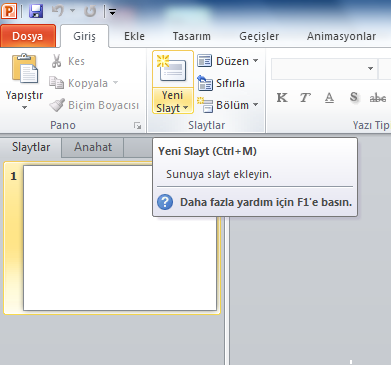 Dosya Giriş Ekle Tasarım Geçişler Animasyonlar
Yapıştır
Kes
Kopyala
Biçim Boyacısı
Pano
Yeni
Slayt
Düzen
Sıfırla
Bölüm
Slaytlar
K T A S abc
Yazı Tip
Slaytlar Anahat
1
Yeni Slayt (Ctrl+M)
Sunuya slayt ekleyin.
Daha fazla yardım için F1'e basın.